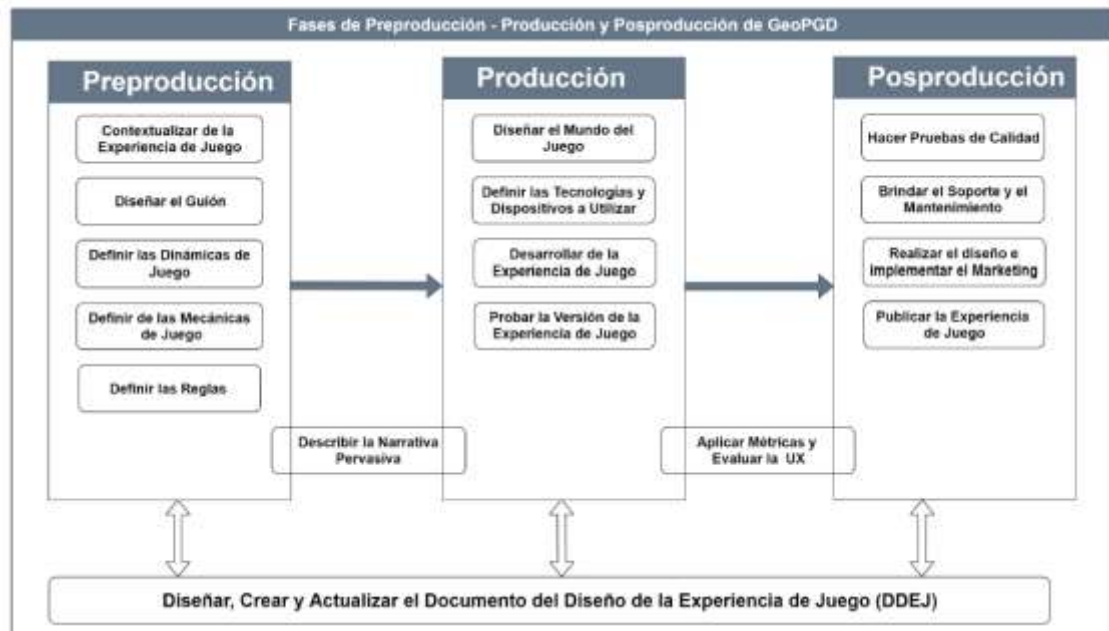 Fases de Preproducción - Producción y Posproducción de GeoPGD
Preproducción
Contextualizar de la
Experiencia de Juego
Diseñar el Guión
Definir las Dinámicas de
Juego
Definir de las Mecánicas
de Juego
Definir las Reglas
Describir la Narrativa
Pervasiva
Producción
Diseñar el Mundo del
Juego
Definir las Tecnologías y
Dispositivos a Utilizar
Desarrollar de la
Experiencia de Juego
Probar la Versión de la
Experiencia de Juego
Aplicar Métricas y
Evaluar la UX
Posproducción
Hacer Pruebas de Calidad
Brindar el Soporte y el
Mantenimiento
Realizar el diseño e
implementar el Marketing
Publicar la Experiencia
de Juego
Diseñar, Crear y Actualizar el Documento del Diseño de la Experiencia de Juego (DDEJ)